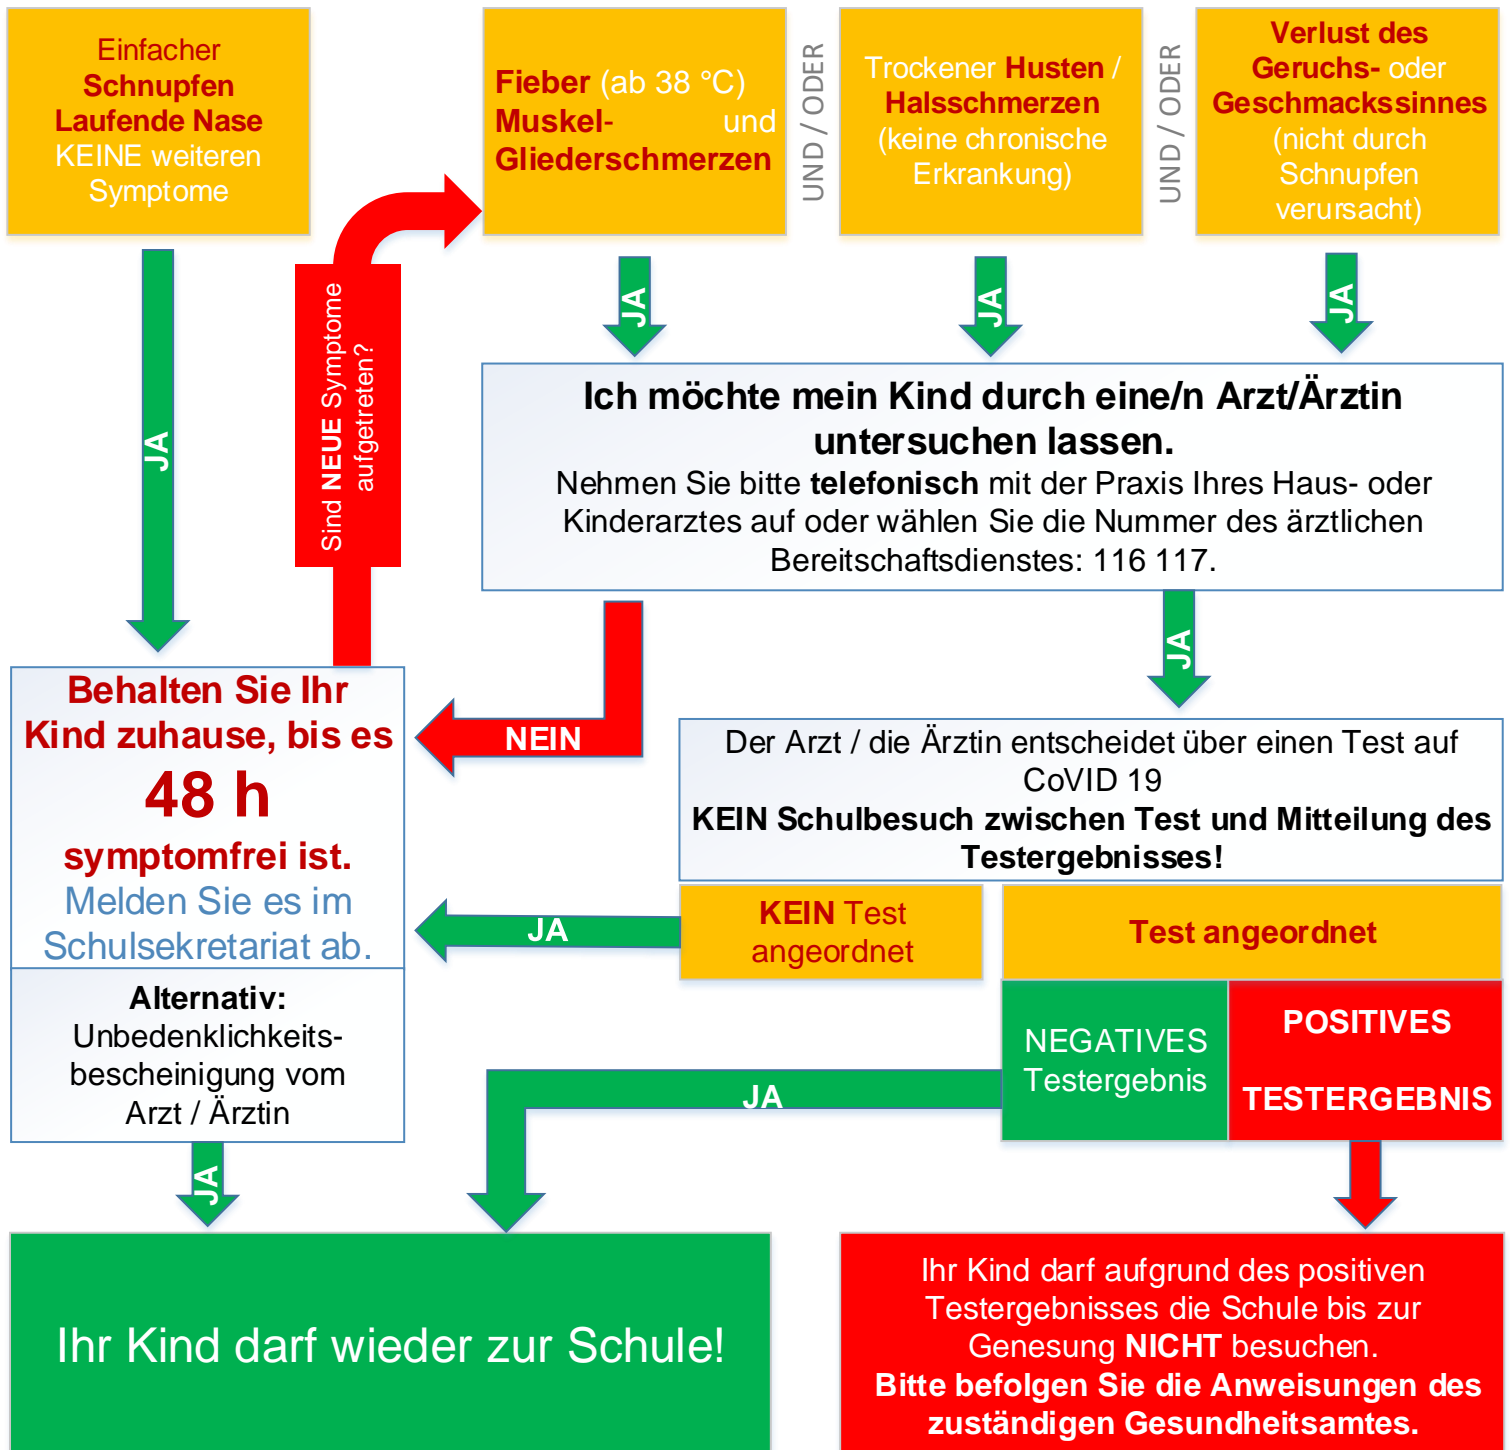 Einfacher
Schnupfen
Laufende Nase
KEINE weiteren
Symptome
Fieber (ab 38 °C)
Muskel- und
Gliederschmerzen
UND / ODER
Trockener Husten /
Halsschmerzen
(keine chronische
Erkrankung)
UND / ODER
Verlust des
Geruchs- oder
Geschmackssinnes
(nicht durch
Schnupfen
verursacht)
JA
Sind NEUE Symptome
aufgetreten?
JA
JA
JA
Ich möchte mein Kind durch eine/n Arzt/Ärztin
untersuchen lassen.
Nehmen Sie bitte telefonisch mit der Praxis Ihres Haus- oder
Kinderarztes auf oder wählen Sie die Nummer des ärztlichen
Bereitschaftsdienstes: 116 117.
NEIN
JA
Behalten Sie Ihr
Kind zuhause, bis es
48 h
symptomfrei ist.
Melden Sie es im
Schulsekretariat ab.
Alternativ:
Unbedenklichkeits-
bescheinigung vom
Arzt / Ärztin
Der Arzt / die Ärztin entscheidet über einen Test auf
CoVID 19
KEIN Schulbesuch zwischen Test und Mitteilung des
Testergebnisses!
JA
KEIN Test
angeordnet
Test angeordnet
NEGATIVES
Testergebnis
POSITIVES
TESTERGEBNIS
JA
JA
Ihr Kind darf wieder zur Schule!
Ihr Kind darf aufgrund des positiven
Testergebnisses die Schule bis zur
Genesung NICHT besuchen.
Bitte befolgen Sie die Anweisungen des
zuständigen Gesundheitsamtes.